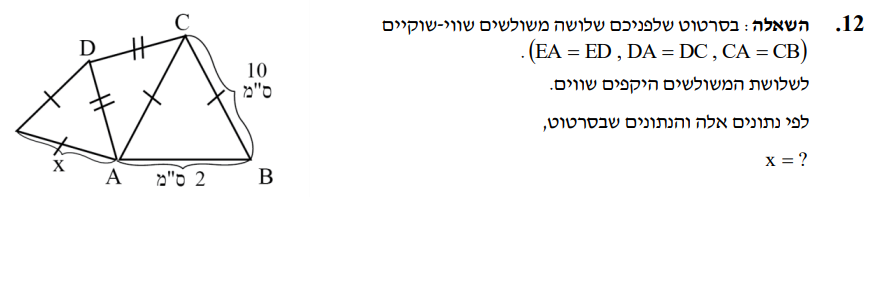 12. השאלה : בסרטוט שלפניכם שלושה משולשים שווי-שוקיים
(EA = ED , DA = DC , CA = CB) .
לשלושת המשולשים היקפים שווים.
לפי נתונים אלה והנתונים שבסרטוט,
x = ?
C
D
10
ס"מ
x
A
2 ס"מ
B